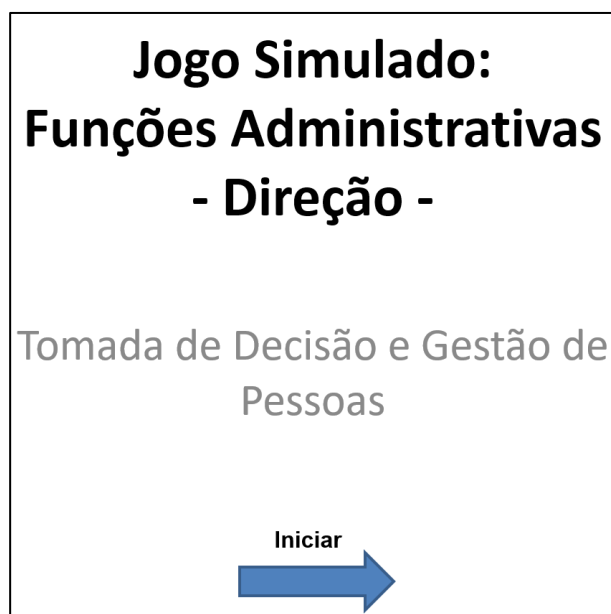 Jogo Simulado:
Funções Administrativas
- Direção -
Tomada de Decisão e Gestão de
Pessoas
Iniciar